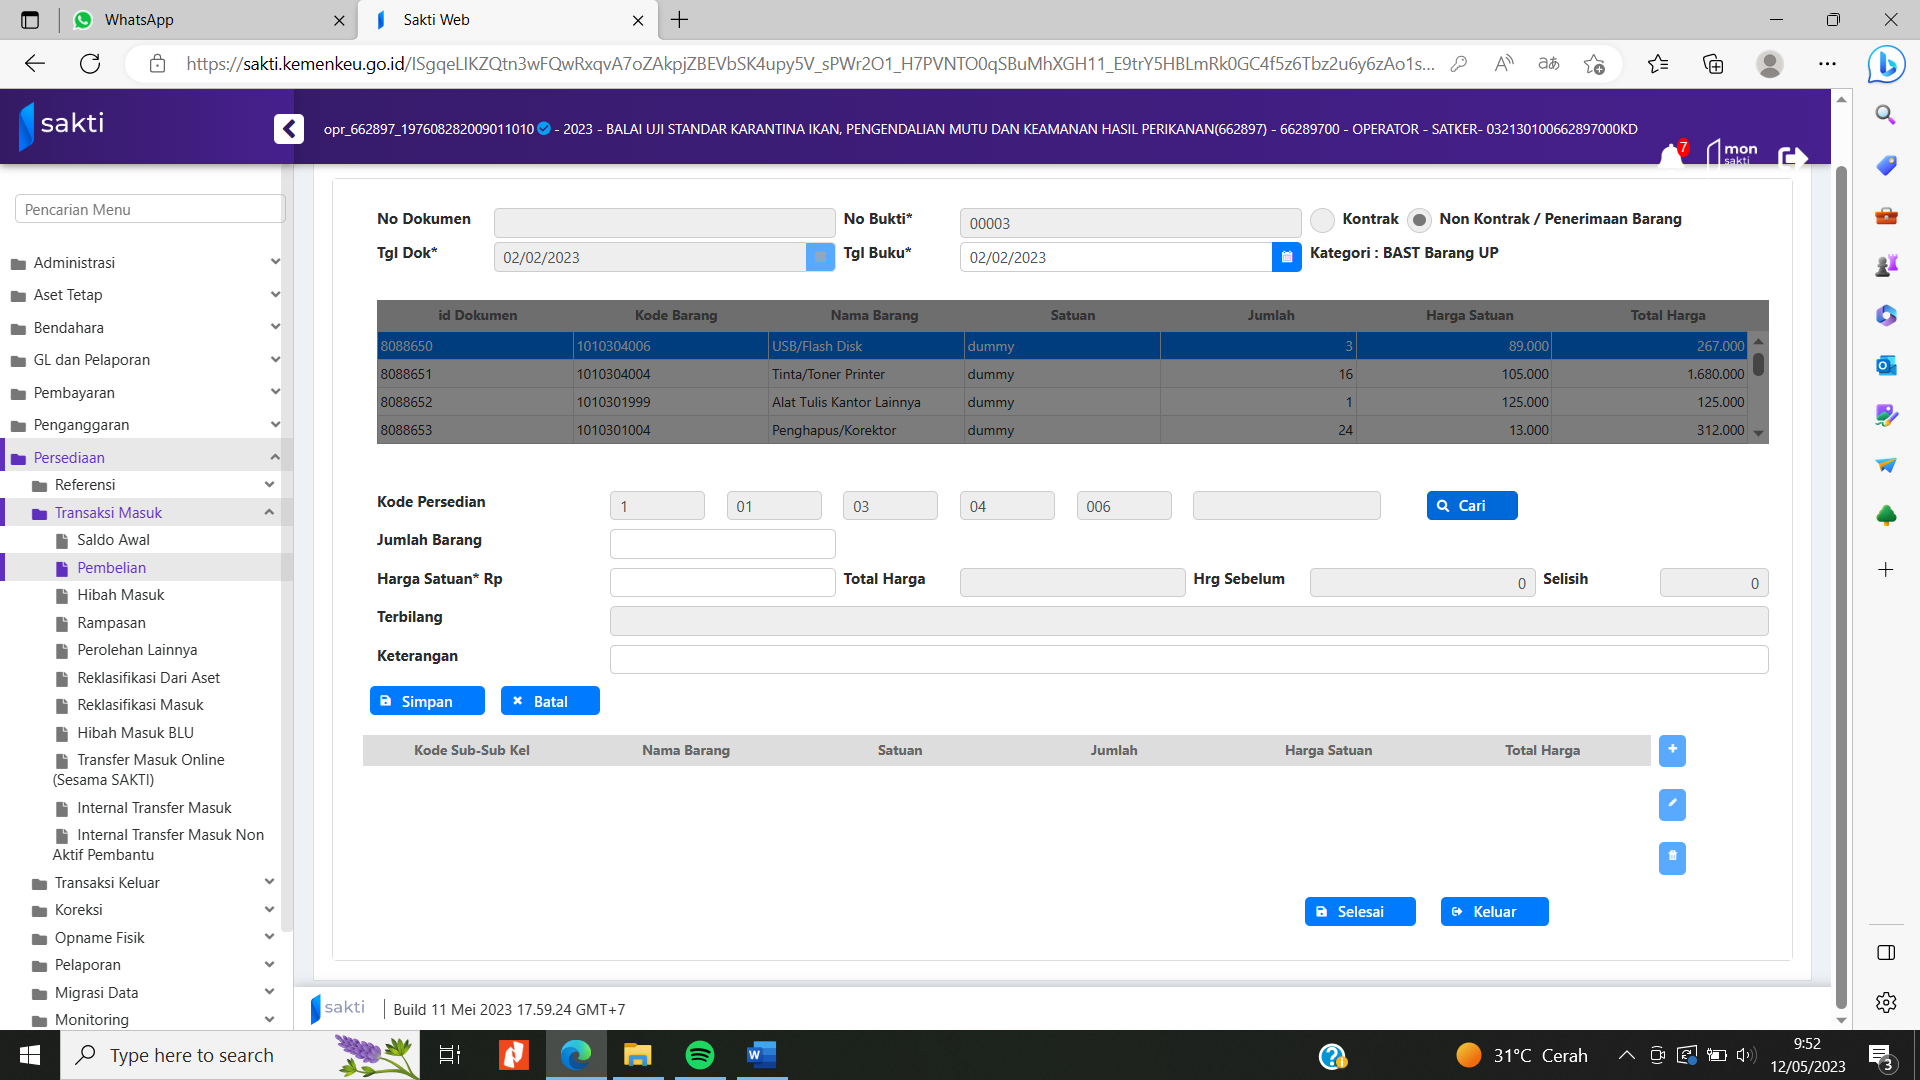 WhatsApp
Sakti Web
https://sakti.kemenkeu.go.id/ISgqeLIKZQtn3wFQwRxqvA7oZAkpjZBEVbSK4upy5V_sPWr2O1_H7PVNTO0qSBuMhXGH11_E9trY5HBLmRk0GC4f5z6Tbz2u6y6zAo1s...
sakti
opr_662897_197608282009011010 - 2023 - BALAI UJI STANDAR KARANTINA IKAN, PENGENDALIAN MUTU DAN KEAMANAN HASIL PERIKANAN(662897) - 66289700 - OPERATOR - SATKER- 032130100662897000KD
7
mon
sakti
Pencarian Menu
Administrasi
Aset Tetap
Bendahara
GL dan Pelaporan
Pembayaran
Penganggaran
Persediaan
Referensi
Transaksi Masuk
Saldo Awal
Pembelian
Hibah Masuk
Rampasan
Perolehan Lainnya
Reklasifikasi Dari Aset
Reklasifikasi Masuk
Hibah Masuk BLU
Transfer Masuk Online
(Sesama SAKTI)
Internal Transfer Masuk
Internal Transfer Masuk Non
Aktif Pembantu
Transaksi Keluar
Koreksi
Opname Fisik
Pelaporan
Migrasi Data
Monitoring
No Dokumen No Bukti* 00003 Kontrak Non Kontrak / Penerimaan Barang
Tgl Dok* 02/02/2023 Tgl Buku* 02/02/2023 Kategori : BAST Barang UP
id Dokumen Kode Barang Nama Barang Satuan Jumlah Harga Satuan Total Harga
8088650 1010304006 USB/Flash Disk dummy 3 89.000 267.000
8088651 1010304004 Tinta/Toner Printer dummy 16 105.000 1.680.000
8088652 1010301999 Alat Tulis Kantor Lainnya dummy 1 125.000 125.000
8088653 1010301004 Penghapus/Korektor dummy 24 13.000 312.000
Kode Persedian 1 01 03 04 006 Cari
Jumlah Barang
Harga Satuan* Rp Total Harga Hrg Sebelum 0 Selisih 0
Terbilang
Keterangan
Simpan Batal
Kode Sub-Sub Kel Nama Barang Satuan Jumlah Harga Satuan Total Harga
Selesai Keluar
sakti Build 11 Mei 2023 17.59.24 GMT+7
Type here to search
31°C Cerah
9:52
12/05/2023
3